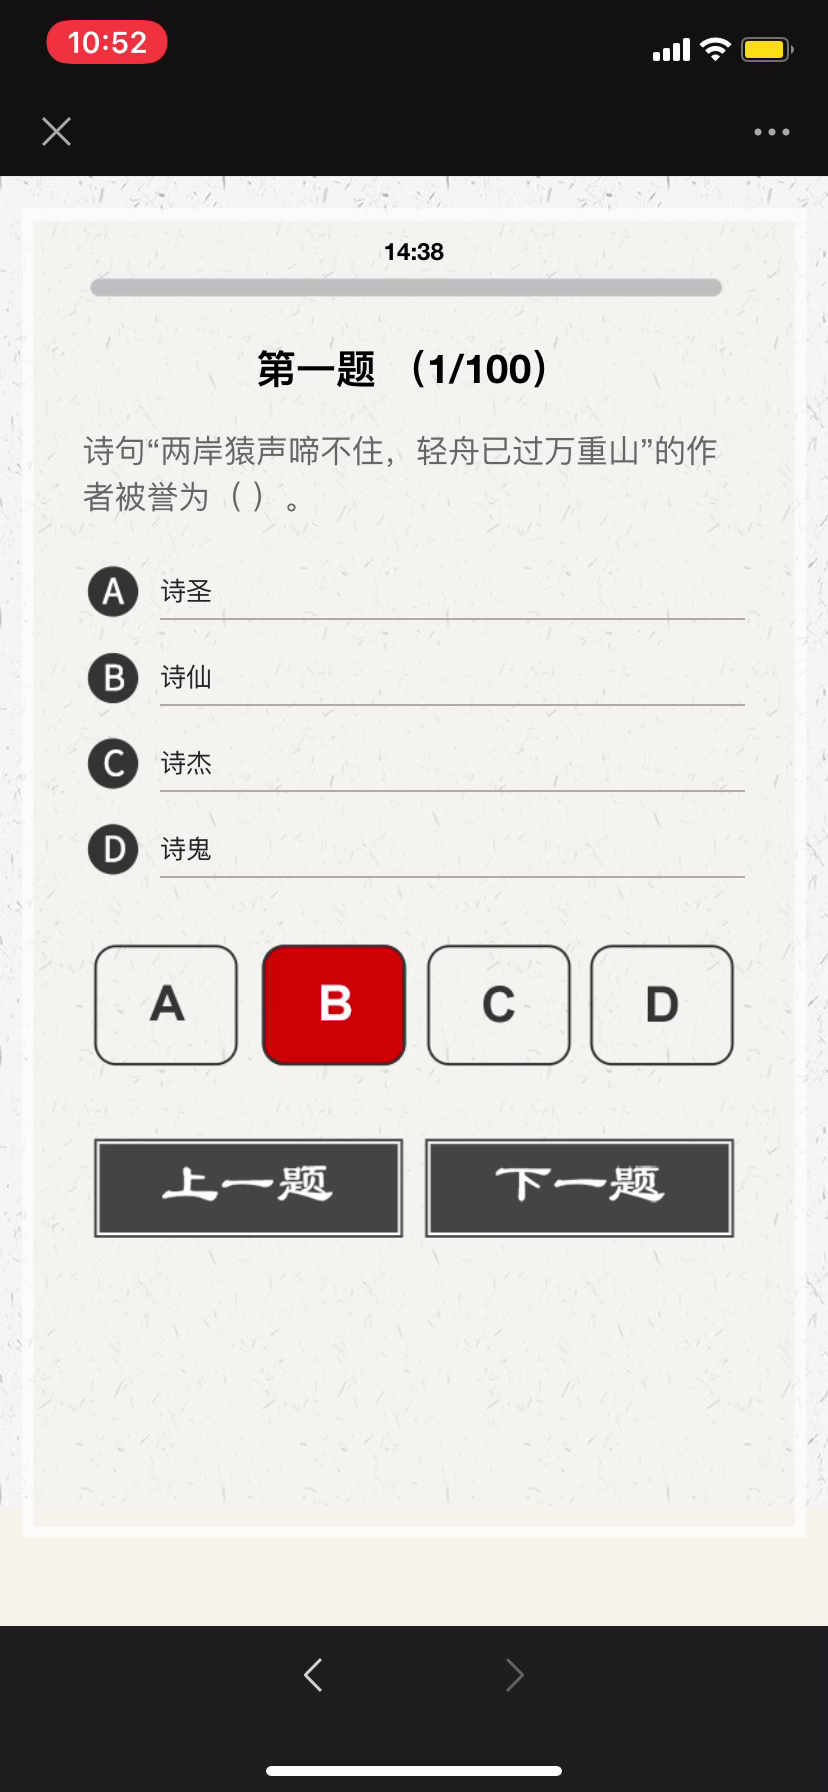 10:52
14:38
第一题 （1/100）
诗句“两岸猿声啼不住，轻舟已过万重山”的作
者被誉为（ ）。
A 诗圣
B 诗仙
C 诗杰
D 诗鬼
A B C D
上一题 下一题